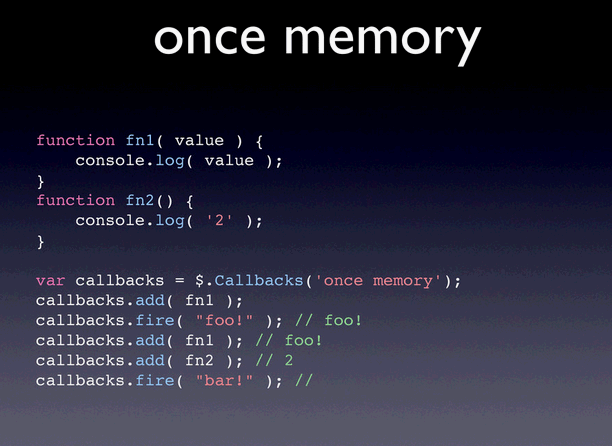 once memory
function fn1( value ) {
    console.log( value );
}
function fn2() {
    console.log( '2' );
}
var callbacks = $.Callbacks('once memory');
callbacks.add( fn1 );
callbacks.fire( "foo!" ); // foo!
callbacks.add( fn1 ); // foo!
callbacks.add( fn2 ); // 2
callbacks.fire( "bar!" ); //